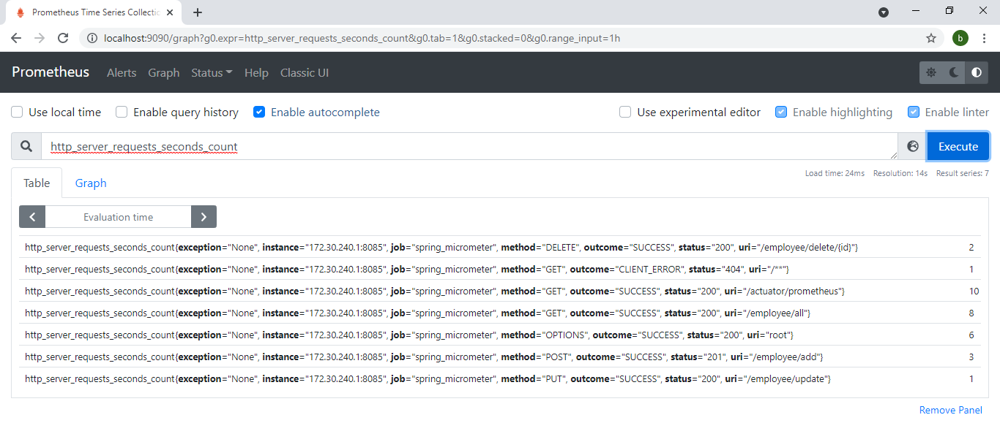 Prometheus Time Series Collectio
localhost:9090/graph?g0.expr=http_server_requests_seconds_count&g0.tab=1&g0.stacked=0&g0.range_input=1h
b
Prometheus Alerts Graph Status Help Classic UI
Use local time Enable query history Enable autocomplete Use experimental editor Enable highlighting Enable linter
http_server_requests_seconds_count Execute
Load time: 24ms Resolution: 14s Result series: 7
Table Graph
Evaluation time
http_server_requests_seconds_count{exception="None", instance="172.30.240.1:8085", job="spring_micrometer", method="DELETE", outcome="SUCCESS", status="200", uri="/employee/delete/{id}"} 2
http_server_requests_seconds_count{exception="None", instance="172.30.240.1:8085", job="spring_micrometer", method="GET", outcome="CLIENT_ERROR", status="404", uri="/**"} 1
http_server_requests_seconds_count{exception="None", instance="172.30.240.1:8085", job="spring_micrometer", method="GET", outcome="SUCCESS", status="200", uri="/actuator/prometheus"} 10
http_server_requests_seconds_count{exception="None", instance="172.30.240.1:8085", job="spring_micrometer", method="GET", outcome="SUCCESS", status="200", uri="/employee/all"} 8
http_server_requests_seconds_count{exception="None", instance="172.30.240.1:8085", job="spring_micrometer", method="OPTIONS", outcome="SUCCESS", status="200", uri="root"} 6
http_server_requests_seconds_count{exception="None", instance="172.30.240.1:8085", job="spring_micrometer", method="POST", outcome="SUCCESS", status="201", uri="/employee/add"} 3
http_server_requests_seconds_count{exception="None", instance="172.30.240.1:8085", job="spring_micrometer", method="PUT", outcome="SUCCESS", status="200", uri="/employee/update"} 1
Remove Panel